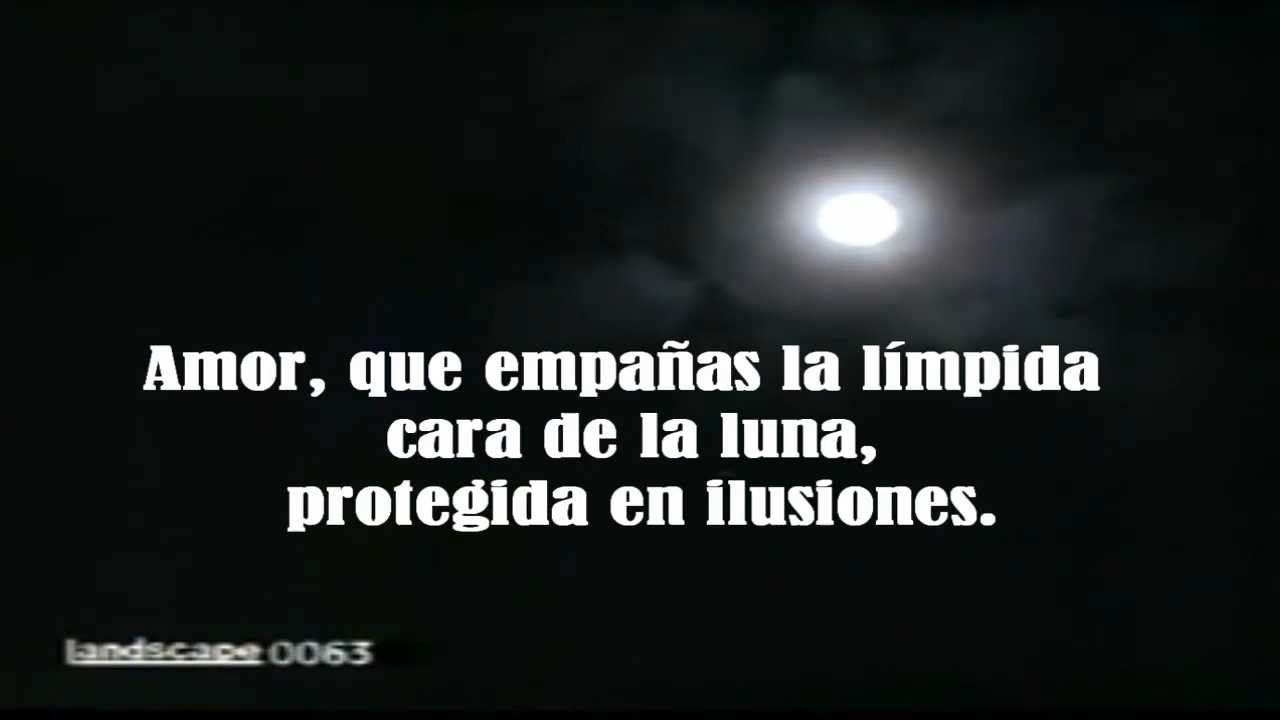 Amor, que empañas la límpida
cara de la luna,
protegida en ilusiones.
landscape 0063